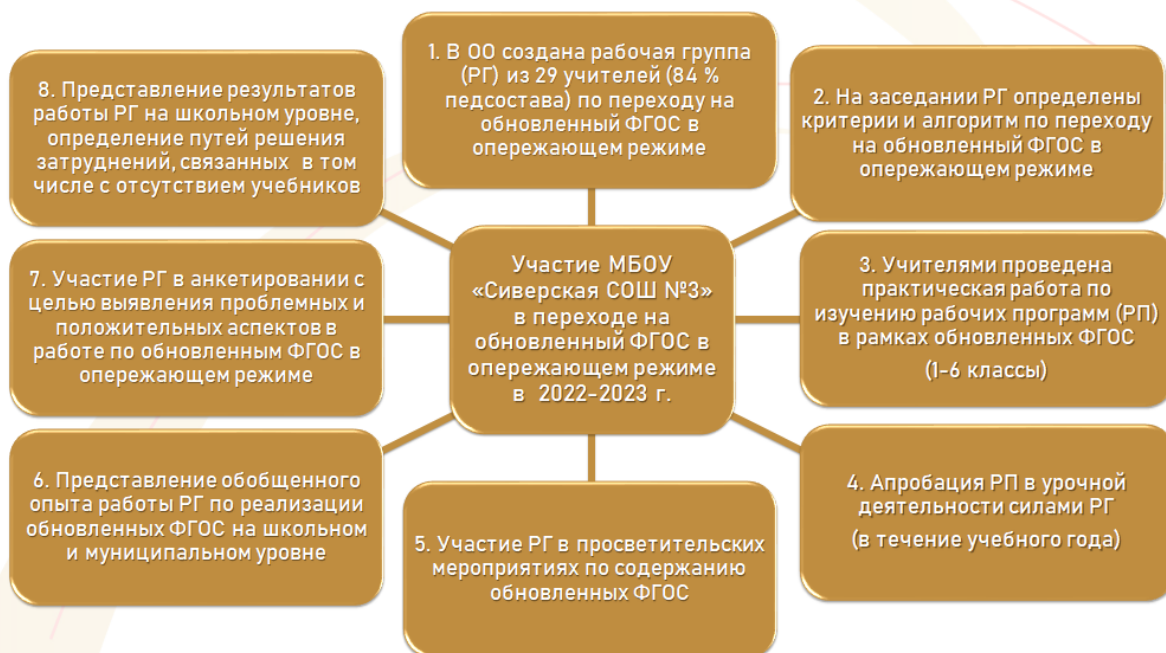 1. В ОО создана рабочая группа
(РГ) из 29 учителей (84 %
педсостава) по переходу на
обновленный ФГОС в
опережающем режиме
2. На заседании РГ определены
критерии и алгоритм по переходу
на обновленный ФГОС в
опережающем режиме
3. Учителями проведена
практическая работа по
изучению рабочих программ (РП)
в рамках обновленных ФГОС
(1-6 классы)
4. Апробация РП в урочной
деятельности силами РГ
(в течение учебного года)
5. Участие РГ в просветительских
мероприятиях по содержанию
обновленных ФГОС
6. Представление обобщенного
опыта работы РГ по реализации
обновленных ФГОС на школьном
и муниципальном уровне
7. Участие РГ в анкетировании с
целью выявления проблемных и
положительных аспектов в
работе по обновленным ФГОС в
опережающем режиме
8. Представление результатов
работы РГ на школьном уровне,
определение путей решения
затруднений, связанных в том
числе с отсутствием учебников
Участие МБОУ
«Сиверская СОШ №3»
в переходе на
обновленный ФГОС в
опережающем режиме
в 2022-2023 г.